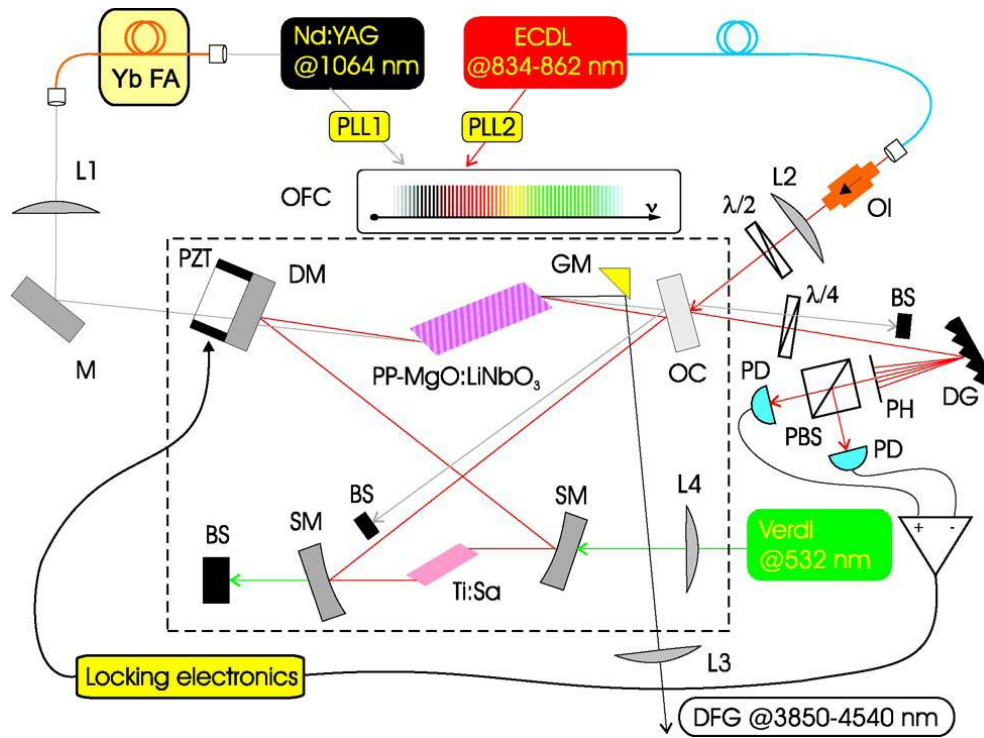 Nd:YAG
@1064 nm
ECDL
@834-862 nm
Yb FA
PLL1
PLL2
L1
OFC
ν
L2
OI
λ/2
PZT
DM
GM
λ/4
BS
M
PP-MgO:LiNbO₃
OC
PD
PH
DG
PBS
PD
BS
SM
BS
SM
L4
Ti:Sa
Verdi
@532 nm
+ -
L3
Locking electronics
DFG @3850-4540 nm